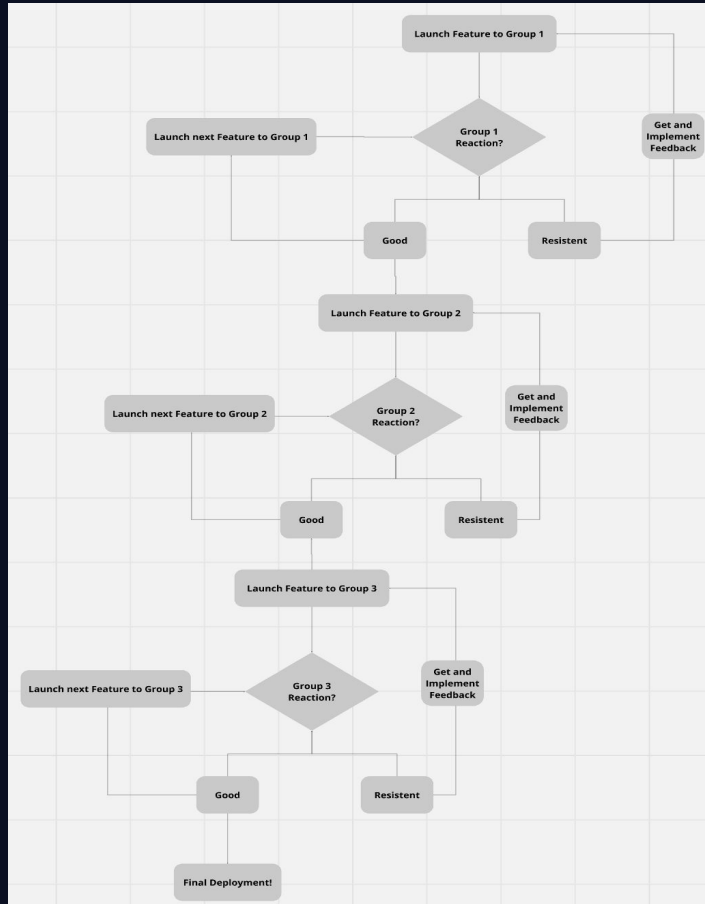 Launch Feature to Group 1
Launch next Feature to Group 1
Group 1
Reaction?
Get and
Implement
Feedback
Good
Resistent
Launch Feature to Group 2
Launch next Feature to Group 2
Group 2
Reaction?
Get and
Implement
Feedback
Good
Resistent
Launch Feature to Group 3
Launch next Feature to Group 3
Group 3
Reaction?
Get and
Implement
Feedback
Good
Resistent
Final Deployment!